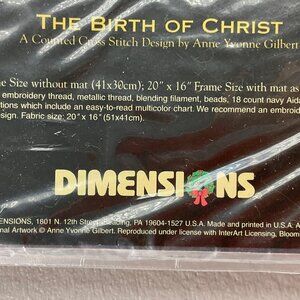 THE BIRTH OF CHRIST
A Counted Cross Stitch Design by Anne Yvonne Gilbert
e Size without mat (41x30cm); 20" x 16" Frame Size with mat as
embroidery thread, metallic thread, blending filament, beads, 18 count navy Aid
tions which include an easy-to-read multicolor chart. We recommend an embroid
design. Fabric size: 20" x 16" (51x41cm).
DIMENSIONS
ENSIONS, 1801 N. 12th Street, Reading, PA 19604-1527 U.S.A. Made and printed in U.S.A. A
nal Artwork © Anne Yvonne Gilbert. Reproduced under license with InterArt Licensing, Bloom